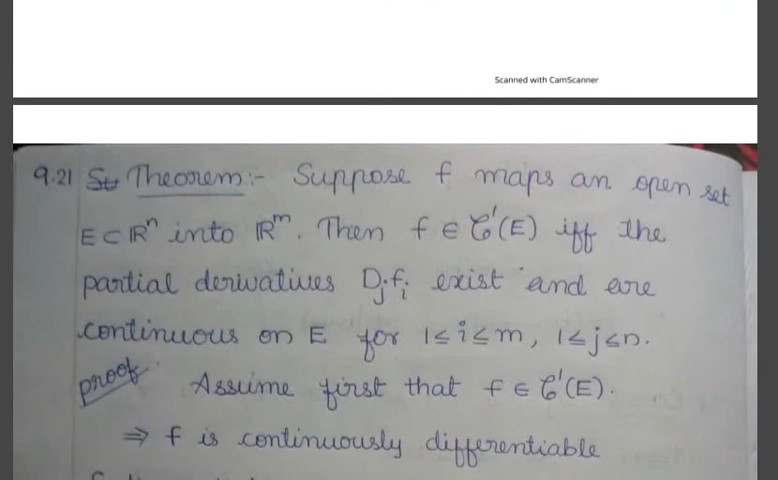 Scanned with CamScanner
9.21 St Theorem:- Suppose f maps an open set
E⊂ℝⁿ into ℝᵐ. Then f ∈ 𝒞'(E) iff the
partial derivatives Dⱼfᵢ exist and are
continuous on E for 1≤i≤m, 1≤j≤n.
proof Assume first that f ∈ 𝒞'(E).
⇒ f is continuously differentiable